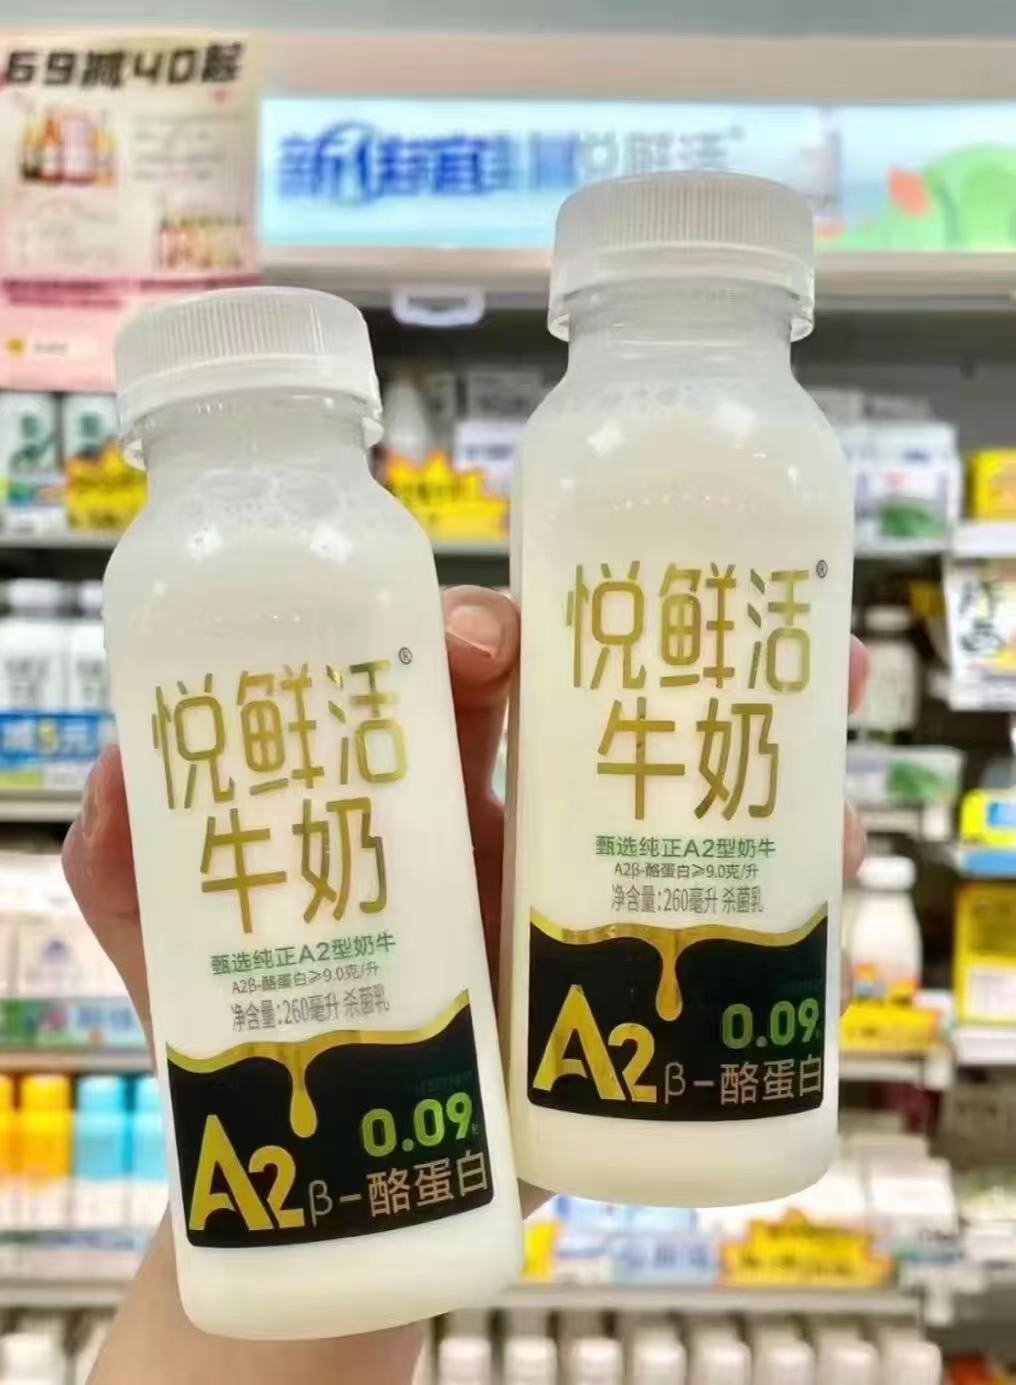 69减40
悦鲜活
悦鲜活®
牛奶
甄选纯正A2型奶牛
A2β-酪蛋白≥9.0克/升
净含量:260毫升 杀菌乳
A2 β-酪蛋白
0.09
悦鲜活®
牛奶
甄选纯正A2型奶牛
A2β-酪蛋白≥9.0克/升
净含量:260毫升 杀菌乳
A2 β-酪蛋白
0.09